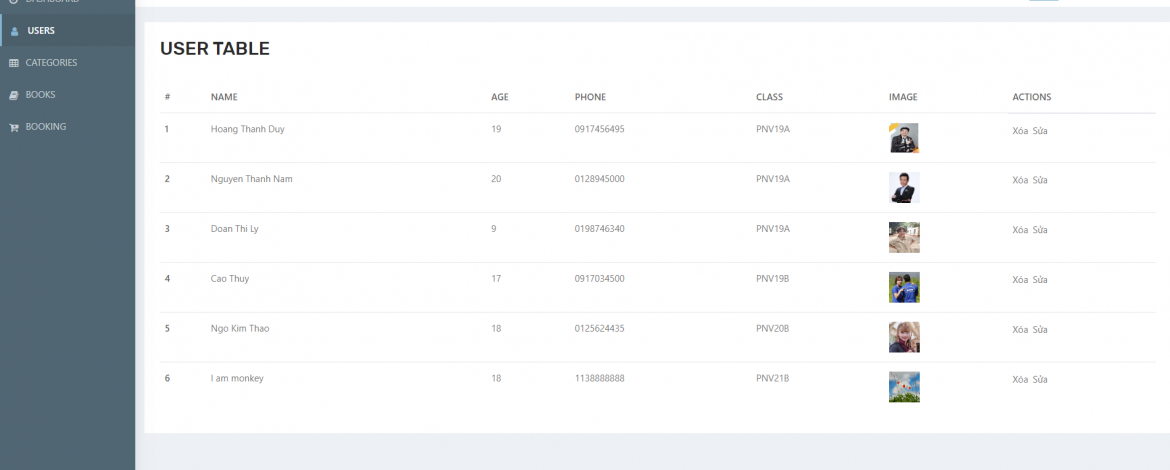 DASHBOARD
USERS
CATEGORIES
BOOKS
BOOKING
USER TABLE
# NAME AGE PHONE CLASS IMAGE ACTIONS
1 Hoang Thanh Duy 19 0917456495 PNV19A Xóa Sửa
2 Nguyen Thanh Nam 20 0128945000 PNV19A Xóa Sửa
3 Doan Thi Ly 9 0198746340 PNV19A Xóa Sửa
4 Cao Thuy 17 0917034500 PNV19B Xóa Sửa
5 Ngo Kim Thao 18 0125624435 PNV20B Xóa Sửa
6 I am monkey 18 1138888888 PNV21B Xóa Sửa